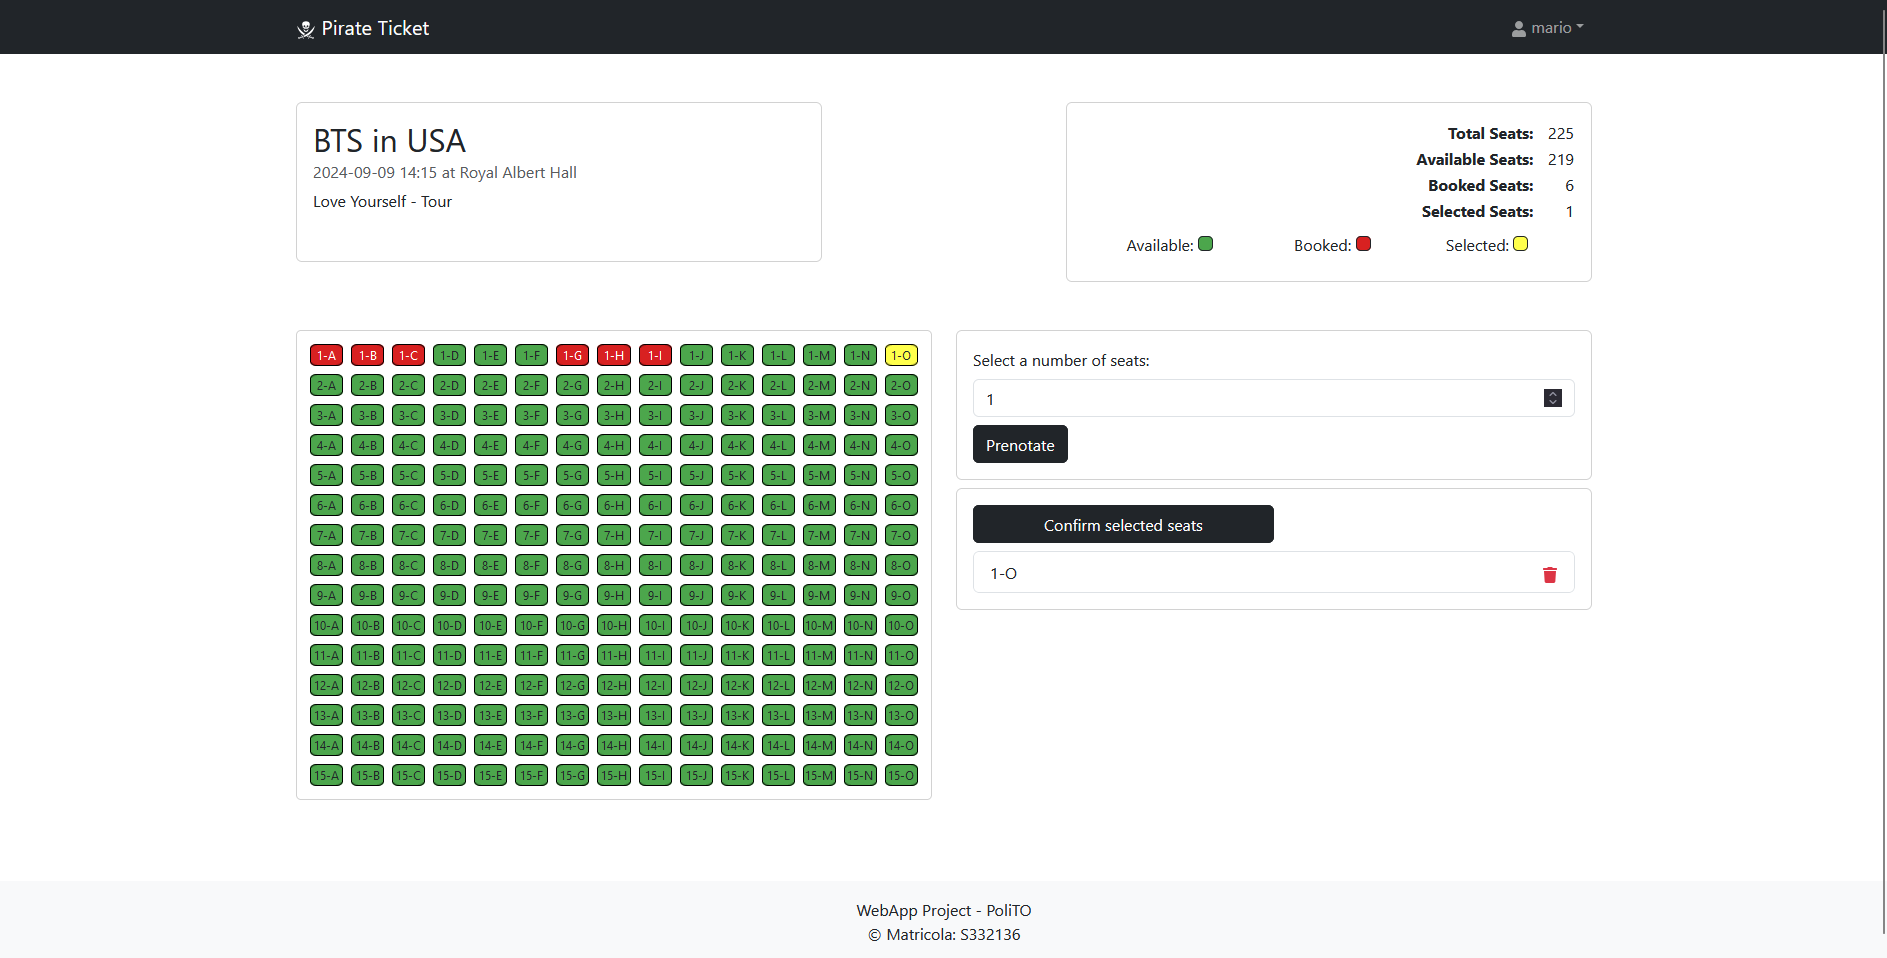 Pirate Ticket
mario
BTS in USA
2024-09-09 14:15 at Royal Albert Hall
Love Yourself - Tour
Total Seats: 225
Available Seats: 219
Booked Seats: 6
Selected Seats: 1
Available: Booked: Selected:
1-A 1-B 1-C 1-D 1-E 1-F 1-G 1-H 1-I 1-J 1-K 1-L 1-M 1-N 1-O
2-A 2-B 2-C 2-D 2-E 2-F 2-G 2-H 2-I 2-J 2-K 2-L 2-M 2-N 2-O
3-A 3-B 3-C 3-D 3-E 3-F 3-G 3-H 3-I 3-J 3-K 3-L 3-M 3-N 3-O
4-A 4-B 4-C 4-D 4-E 4-F 4-G 4-H 4-I 4-J 4-K 4-L 4-M 4-N 4-O
5-A 5-B 5-C 5-D 5-E 5-F 5-G 5-H 5-I 5-J 5-K 5-L 5-M 5-N 5-O
6-A 6-B 6-C 6-D 6-E 6-F 6-G 6-H 6-I 6-J 6-K 6-L 6-M 6-N 6-O
7-A 7-B 7-C 7-D 7-E 7-F 7-G 7-H 7-I 7-J 7-K 7-L 7-M 7-N 7-O
8-A 8-B 8-C 8-D 8-E 8-F 8-G 8-H 8-I 8-J 8-K 8-L 8-M 8-N 8-O
9-A 9-B 9-C 9-D 9-E 9-F 9-G 9-H 9-I 9-J 9-K 9-L 9-M 9-N 9-O
10-A 10-B 10-C 10-D 10-E 10-F 10-G 10-H 10-I 10-J 10-K 10-L 10-M 10-N 10-O
11-A 11-B 11-C 11-D 11-E 11-F 11-G 11-H 11-I 11-J 11-K 11-L 11-M 11-N 11-O
12-A 12-B 12-C 12-D 12-E 12-F 12-G 12-H 12-I 12-J 12-K 12-L 12-M 12-N 12-O
13-A 13-B 13-C 13-D 13-E 13-F 13-G 13-H 13-I 13-J 13-K 13-L 13-M 13-N 13-O
14-A 14-B 14-C 14-D 14-E 14-F 14-G 14-H 14-I 14-J 14-K 14-L 14-M 14-N 14-O
15-A 15-B 15-C 15-D 15-E 15-F 15-G 15-H 15-I 15-J 15-K 15-L 15-M 15-N 15-O
Select a number of seats:
1
Prenotate
Confirm selected seats
1-O
WebApp Project - PoliTO
© Matricola: S332136